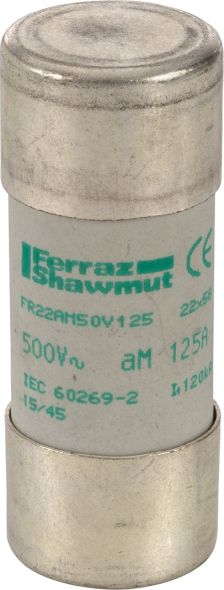 Ferraz
Shawmut CE
FR22AM50V125 22x58
500V~ aM 125A
IEC 60269-2 I₁120kA
15/45